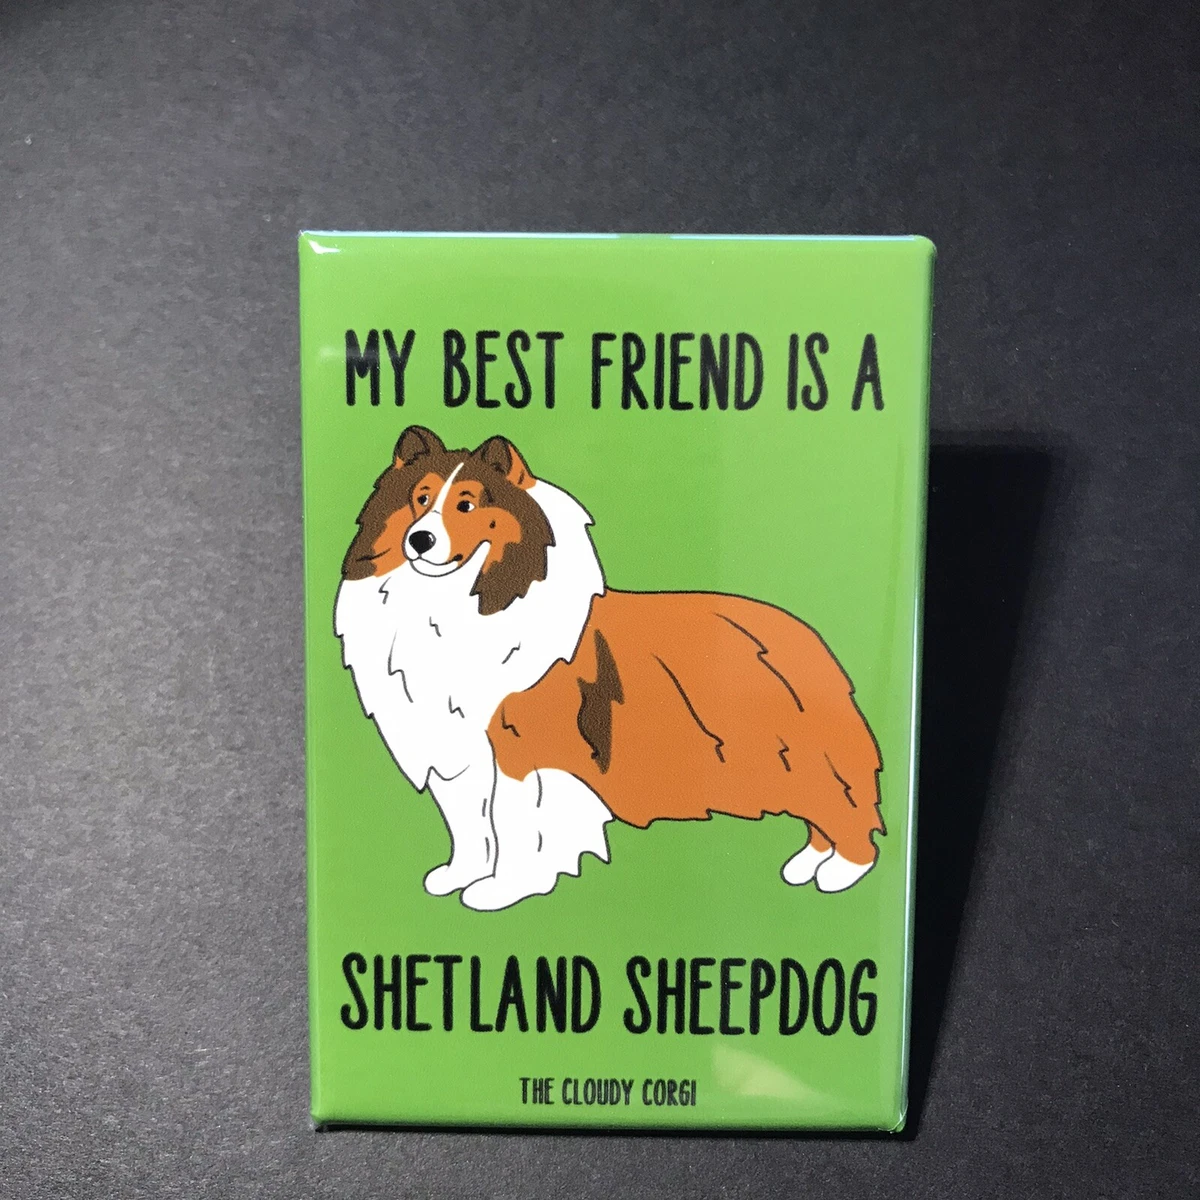 MY BEST FRIEND IS A
SHETLAND SHEEPDOG
THE CLOUDY CORGI